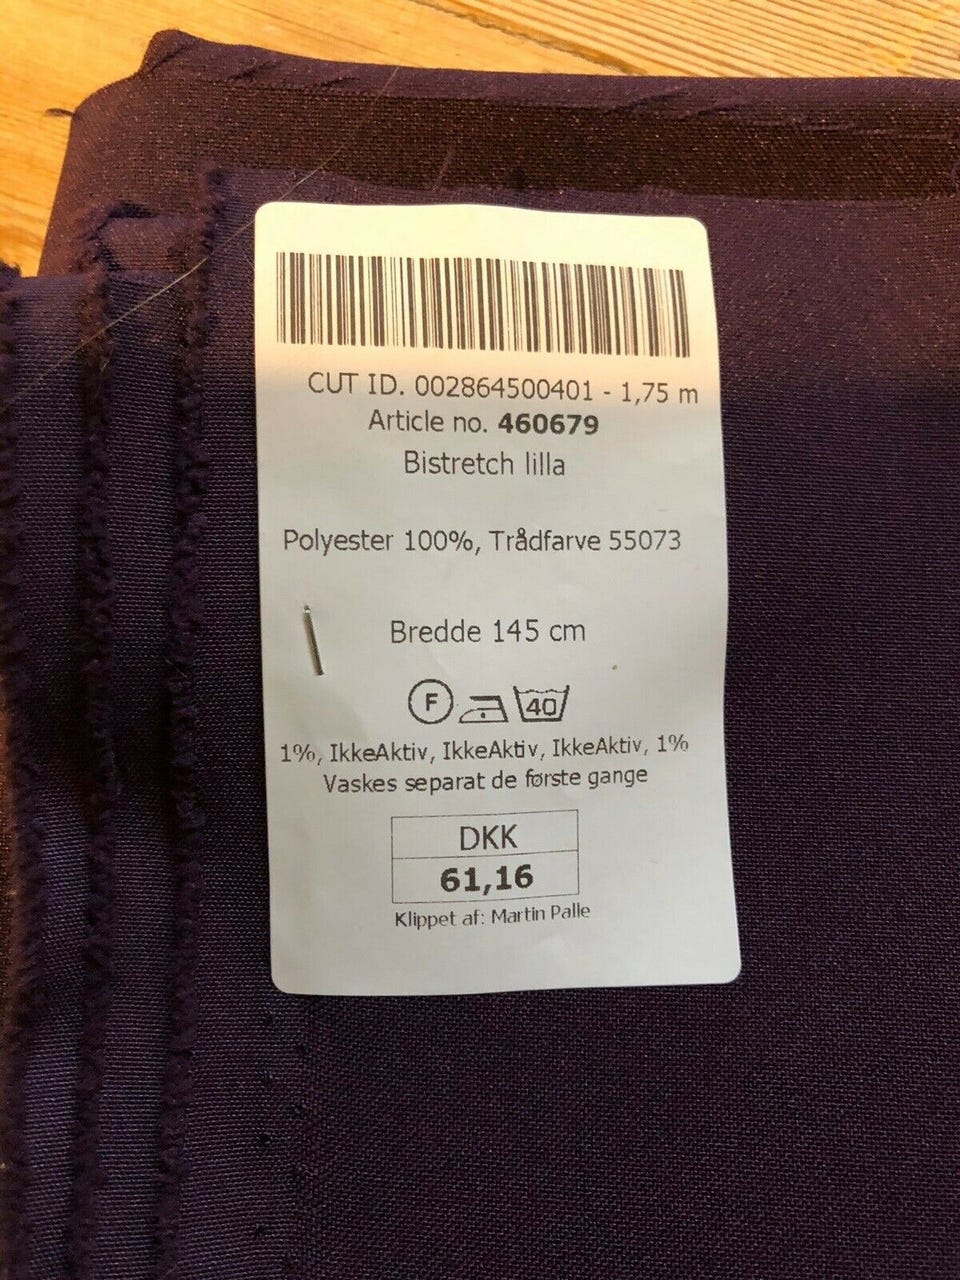 CUT ID. 002864500401 - 1,75 m
Article no. 460679
Bistretch lilla
Polyester 100%, Trådfarve 55073
Bredde 145 cm
F 40
1%, IkkeAktiv, IkkeAktiv, IkkeAktiv, 1%
Vaskes separat de første gange
DKK
61,16
Klippet af: Martin Palle